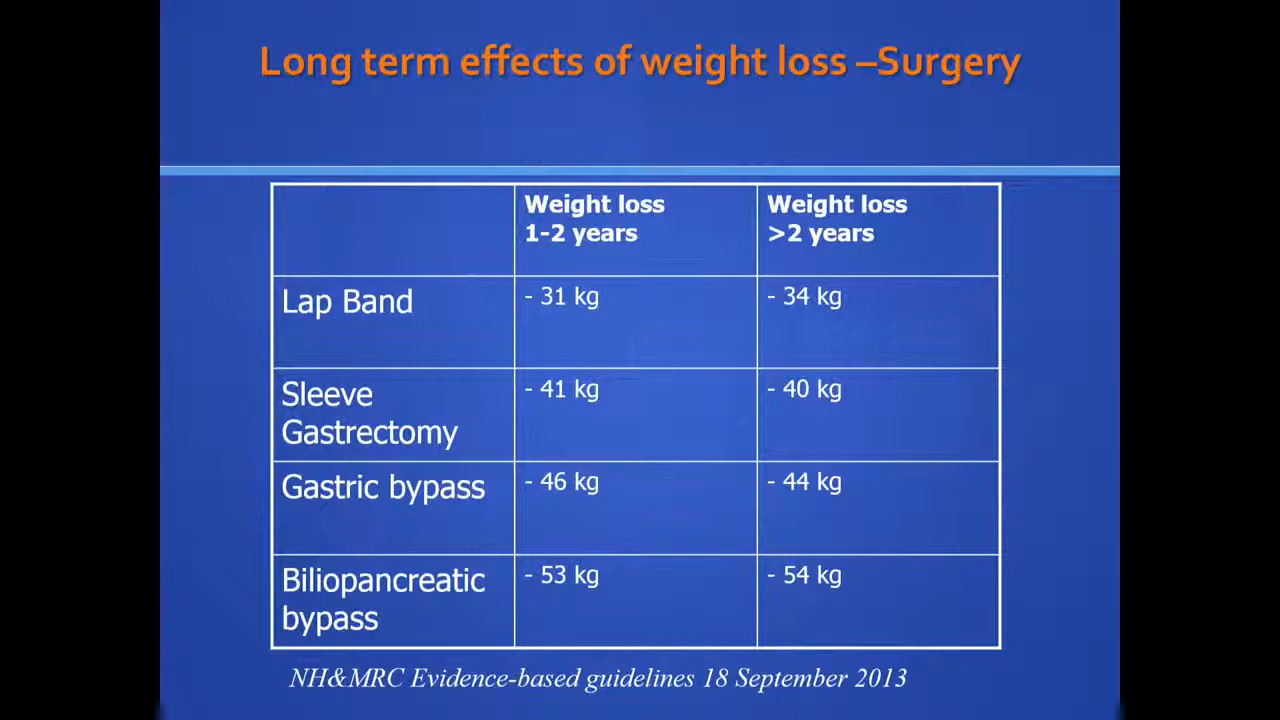 Long term effects of weight loss –Surgery
Weight loss
1-2 years
Weight loss
>2 years
Lap Band
- 31 kg
- 34 kg
Sleeve
Gastrectomy
- 41 kg
- 40 kg
Gastric bypass
- 46 kg
- 44 kg
Biliopancreatic
bypass
- 53 kg
- 54 kg
NH&MRC Evidence-based guidelines 18 September 2013